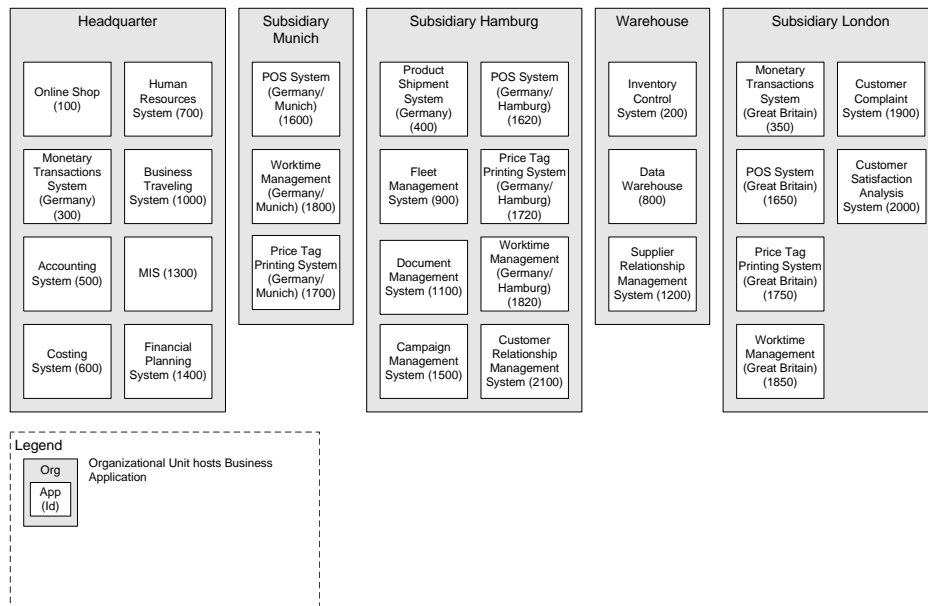 Headquarter
Online Shop
(100)
Human
Resources
System (700)
Monetary
Transactions
System
(Germany)
(300)
Business
Traveling
System (1000)
Accounting
System (500)
MIS (1300)
Costing
System (600)
Financial
Planning
System (1400)
Subsidiary
Munich
POS System
(Germany/
Munich)
(1600)
Worktime
Management
(Germany/
Munich) (1800)
Price Tag
Printing System
(Germany/
Munich) (1700)
Subsidiary Hamburg
Product
Shipment
System
(Germany)
(400)
POS System
(Germany/
Hamburg)
(1620)
Fleet
Management
System (900)
Price Tag
Printing System
(Germany/
Hamburg)
(1720)
Document
Management
System (1100)
Worktime
Management
(Germany/
Hamburg)
(1820)
Campaign
Management
System (1500)
Customer
Relationship
Management
System (2100)
Warehouse
Inventory
Control
System (200)
Data
Warehouse
(800)
Supplier
Relationship
Management
System (1200)
Subsidiary London
Monetary
Transactions
System
(Great Britain)
(350)
Customer
Complaint
System (1900)
POS System
(Great Britain)
(1650)
Customer
Satisfaction
Analysis
System (2000)
Price Tag
Printing System
(Great Britain)
(1750)
Worktime
Management
(Great Britain)
(1850)
Legend
Org
App
(Id)
Organizational Unit hosts Business
Application